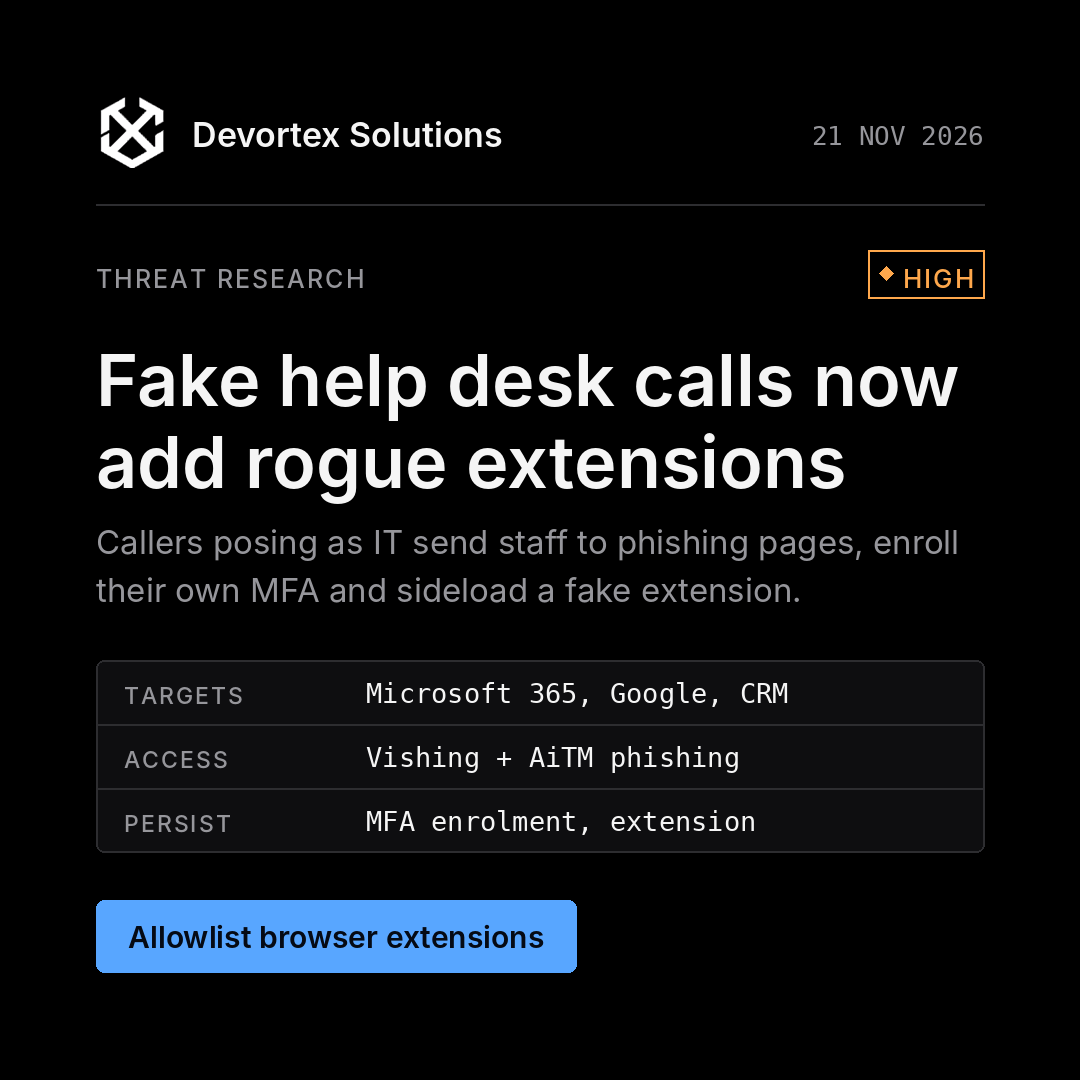 Devortex Solutions
21 NOV 2026
THREAT RESEARCH
HIGH
Fake help desk calls now
add rogue extensions
Callers posing as IT send staff to phishing pages, enroll
their own MFA and sideload a fake extension.
TARGETS Microsoft 365, Google, CRM
ACCESS Vishing + AiTM phishing
PERSIST MFA enrolment, extension
Allowlist browser extensions